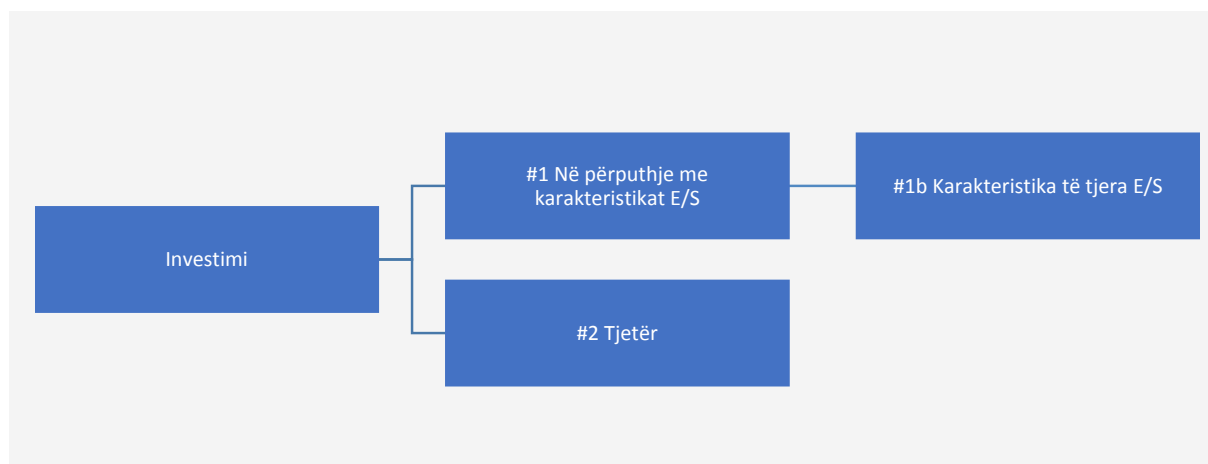 #1 Në përputhje me
karakteristikat E/S
#1b Karakteristika të tjera E/S
Investimi
#2 Tjetër